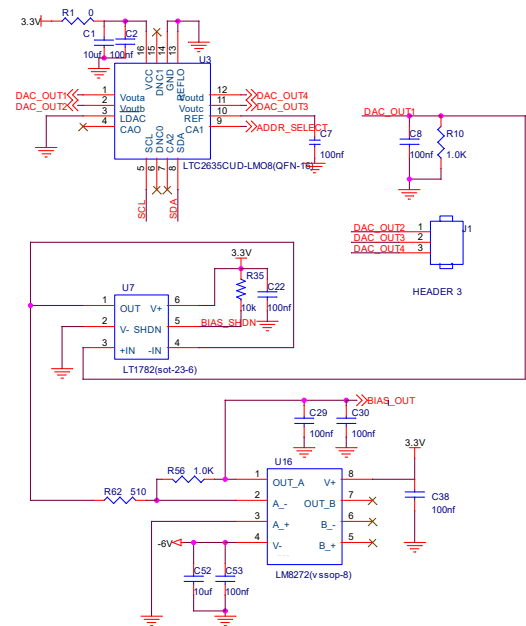 R1 0
3.3V
C1
C2
10uf
100nf
16
15
14
13
U3
VCC
DNC1
GND
REFLO
DAC_OUT1
1
Vouta
Voutd
12
DAC_OUT4
DAC_OUT2
2
Voutb
Voutc
11
DAC_OUT3
3
LDAC
REF
10
4
CAO
CA1
9
ADDR_SELECT
SCL
DNC0
CA2
SDA
5
6
7
8
LTC2635CUD-LMO8(QFN-16)
SCL
SDA
C7
100nf
DAC_OUT1
C8
R10
100nf
1.0K
DAC_OUT2
1
DAC_OUT3
2
DAC_OUT4
3
J1
HEADER 3
3.3V
U7
R35
C22
100nf
10k
1
OUT
V+
6
2
V-
SHDN
5
BIAS_SHDN
3
+IN
-IN
4
LT1782(sot-23-6)
BIAS_OUT
C29
C30
100nf
100nf
3.3V
R56 1.0K
U16
R62 510
1
OUT_A
V+
8
2
A_-
OUT_B
7
3
A_+
B_-
6
4
V-
B_+
5
C38
100nf
-6V
C52
C53
10uf
100nf
LM8272(vssop-8)